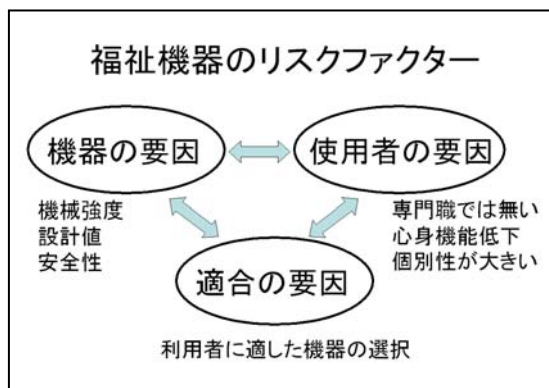 福祉機器のリスクファクター
機器の要因
使用者の要因
機械強度
設計値
安全性
専門職では無い
心身機能低下
個別性が大きい
適合の要因
利用者に適した機器の選択